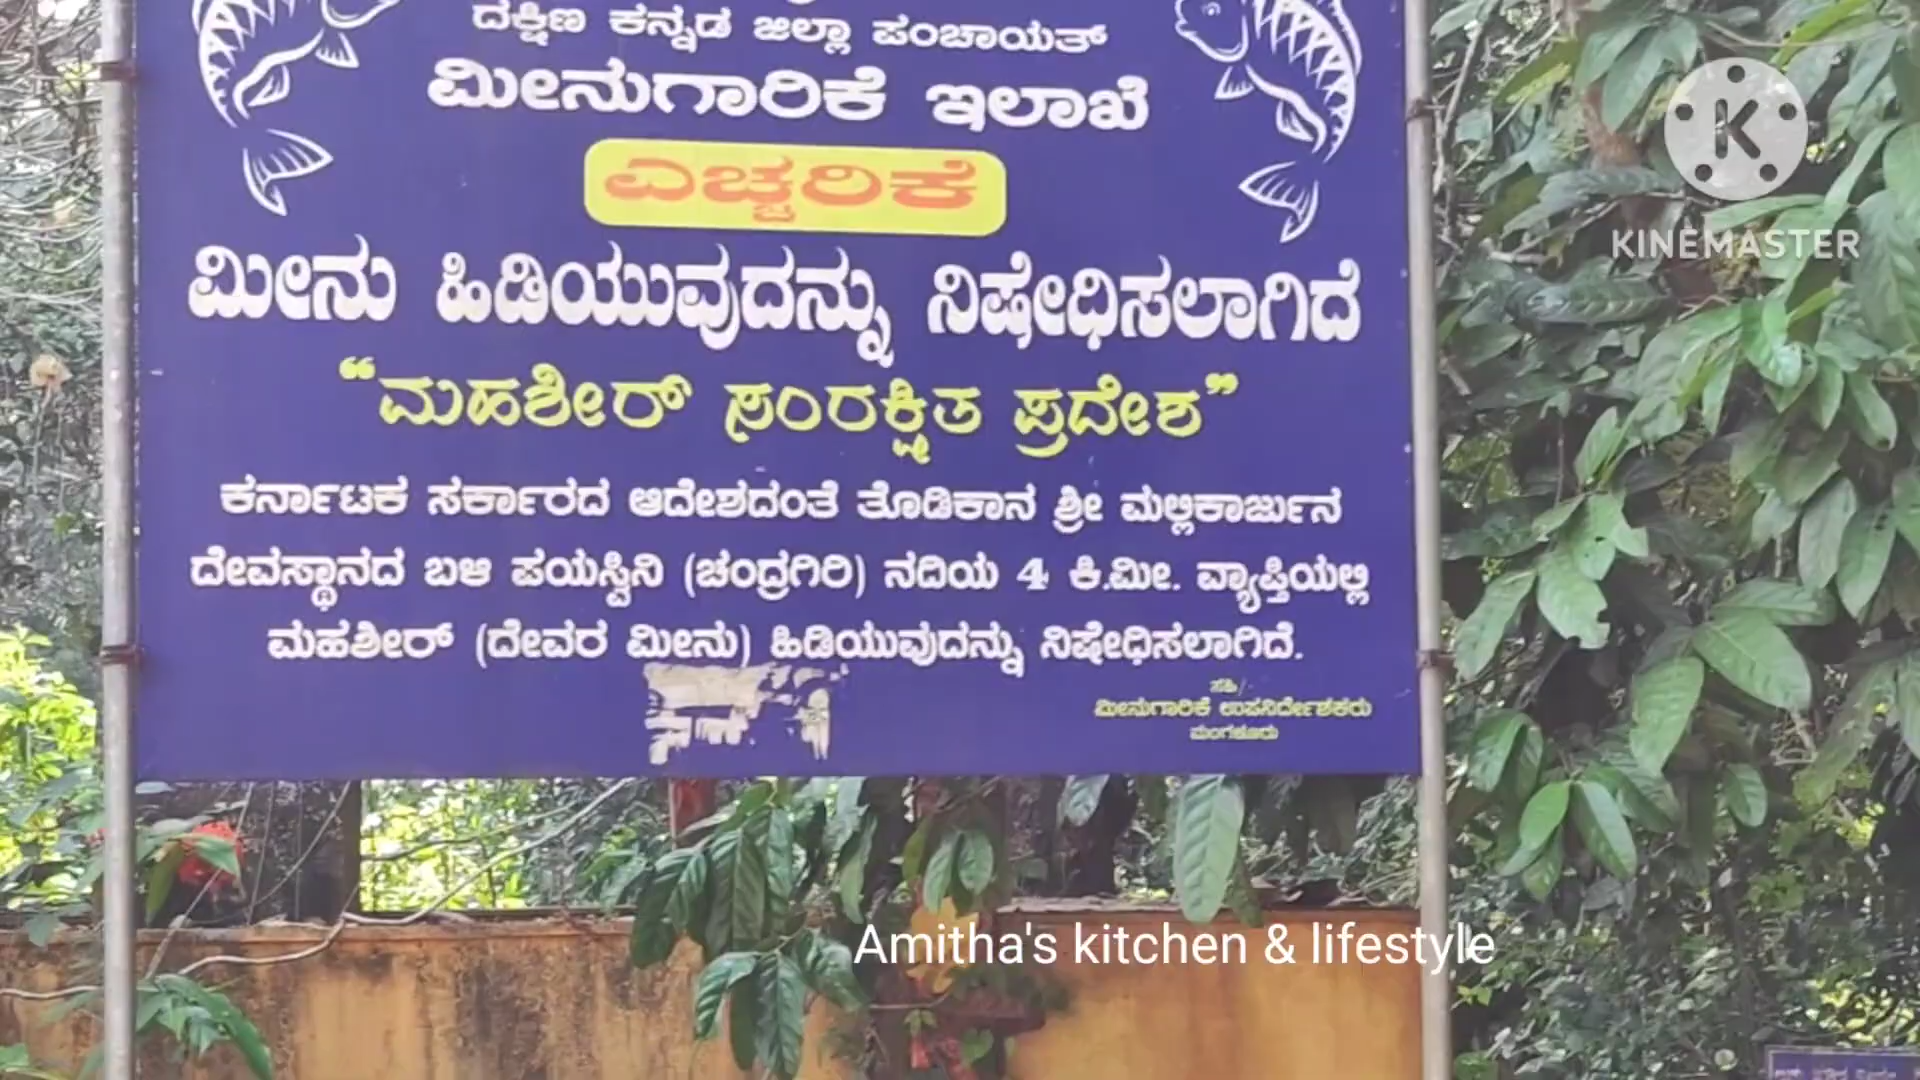 ದಕ್ಷಿಣ ಕನ್ನಡ ಜಿಲ್ಲಾ ಪಂಚಾಯತ್
ಮೀನುಗಾರಿಕೆ ಇಲಾಖೆ
ಎಚ್ಚರಿಕೆ
ಮೀನು ಹಿಡಿಯುವುದನ್ನು ನಿಷೇಧಿಸಲಾಗಿದೆ
“ಮಹಶೀರ್ ಸಂರಕ್ಷಿತ ಪ್ರದೇಶ”
ಕರ್ನಾಟಕ ಸರ್ಕಾರದ ಆದೇಶದಂತೆ ತೊಡಿಕಾನ ಶ್ರೀ ಮಲ್ಲಿಕಾರ್ಜುನ
ದೇವಸ್ಥಾನದ ಬಳಿ ಪಯಸ್ವಿನಿ (ಚಂದ್ರಗಿರಿ) ನದಿಯ 4 ಕಿ.ಮೀ. ವ್ಯಾಪ್ತಿಯಲ್ಲಿ
ಮಹಶೀರ್ (ದೇವರ ಮೀನು) ಹಿಡಿಯುವುದನ್ನು ನಿಷೇಧಿಸಲಾಗಿದೆ.
ಸಹಿ/-
ಮೀನುಗಾರಿಕೆ ಉಪನಿರ್ದೇಶಕರು
ಮಂಗಳೂರು
K
KINEMASTER
Amitha's kitchen & lifestyle